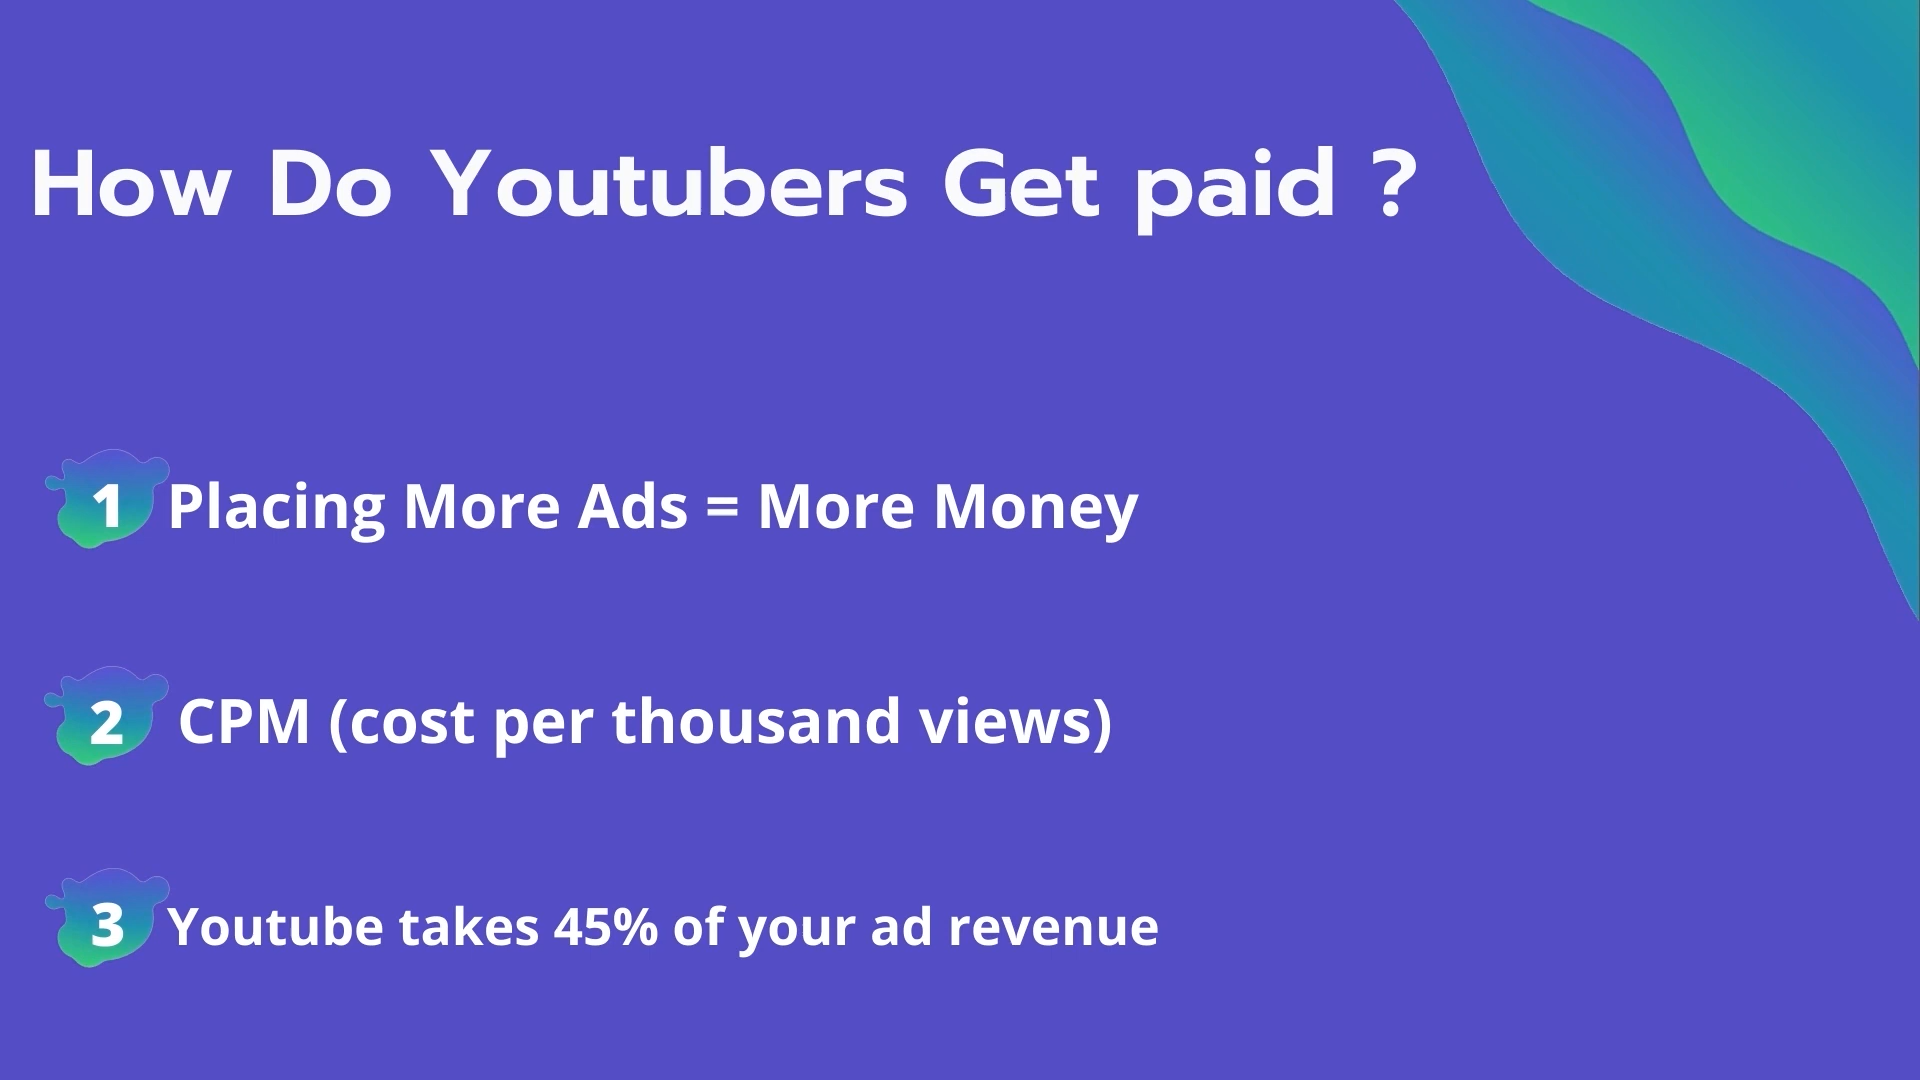 How Do Youtubers Get paid ?
1 Placing More Ads = More Money
2 CPM (cost per thousand views)
3 Youtube takes 45% of your ad revenue